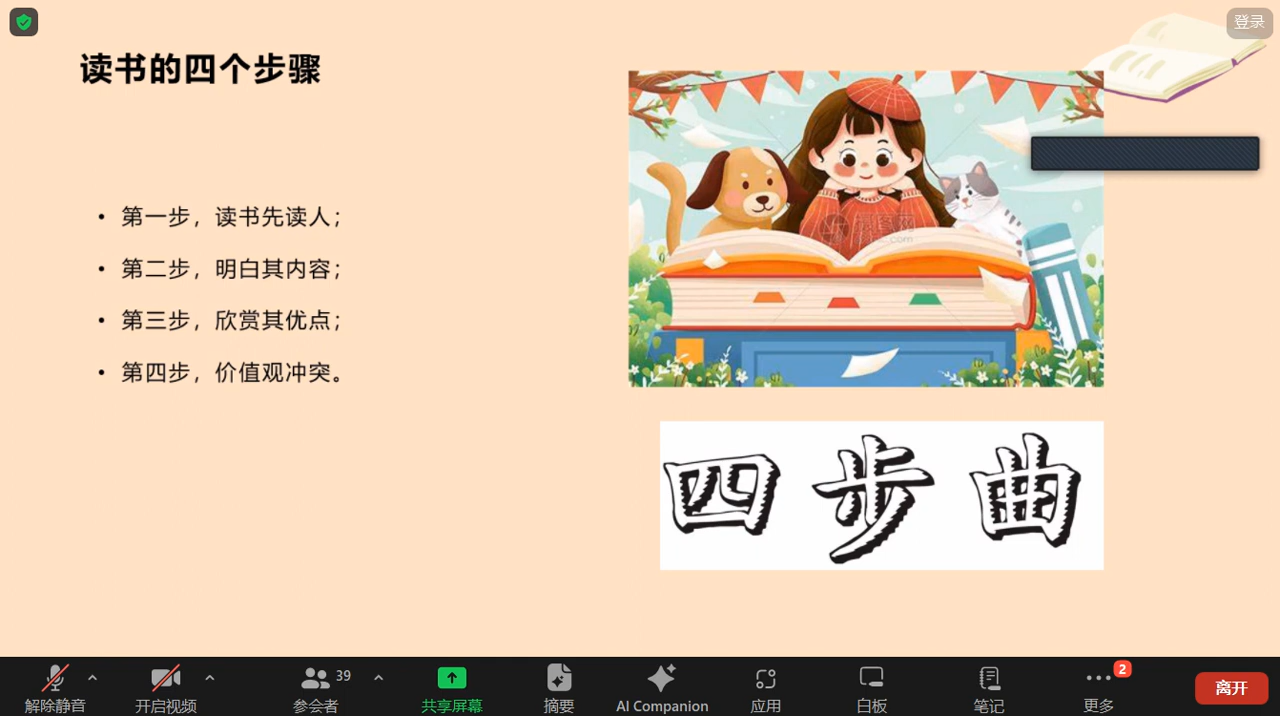 登录
读书的四个步骤
• 第一步，读书先读人；
• 第二步，明白其内容；
• 第三步，欣赏其优点；
• 第四步，价值观冲突。
四步曲
解除静音
开启视频
39
参会者
共享屏幕
摘要
AI Companion
应用
白板
笔记
2
更多
离开